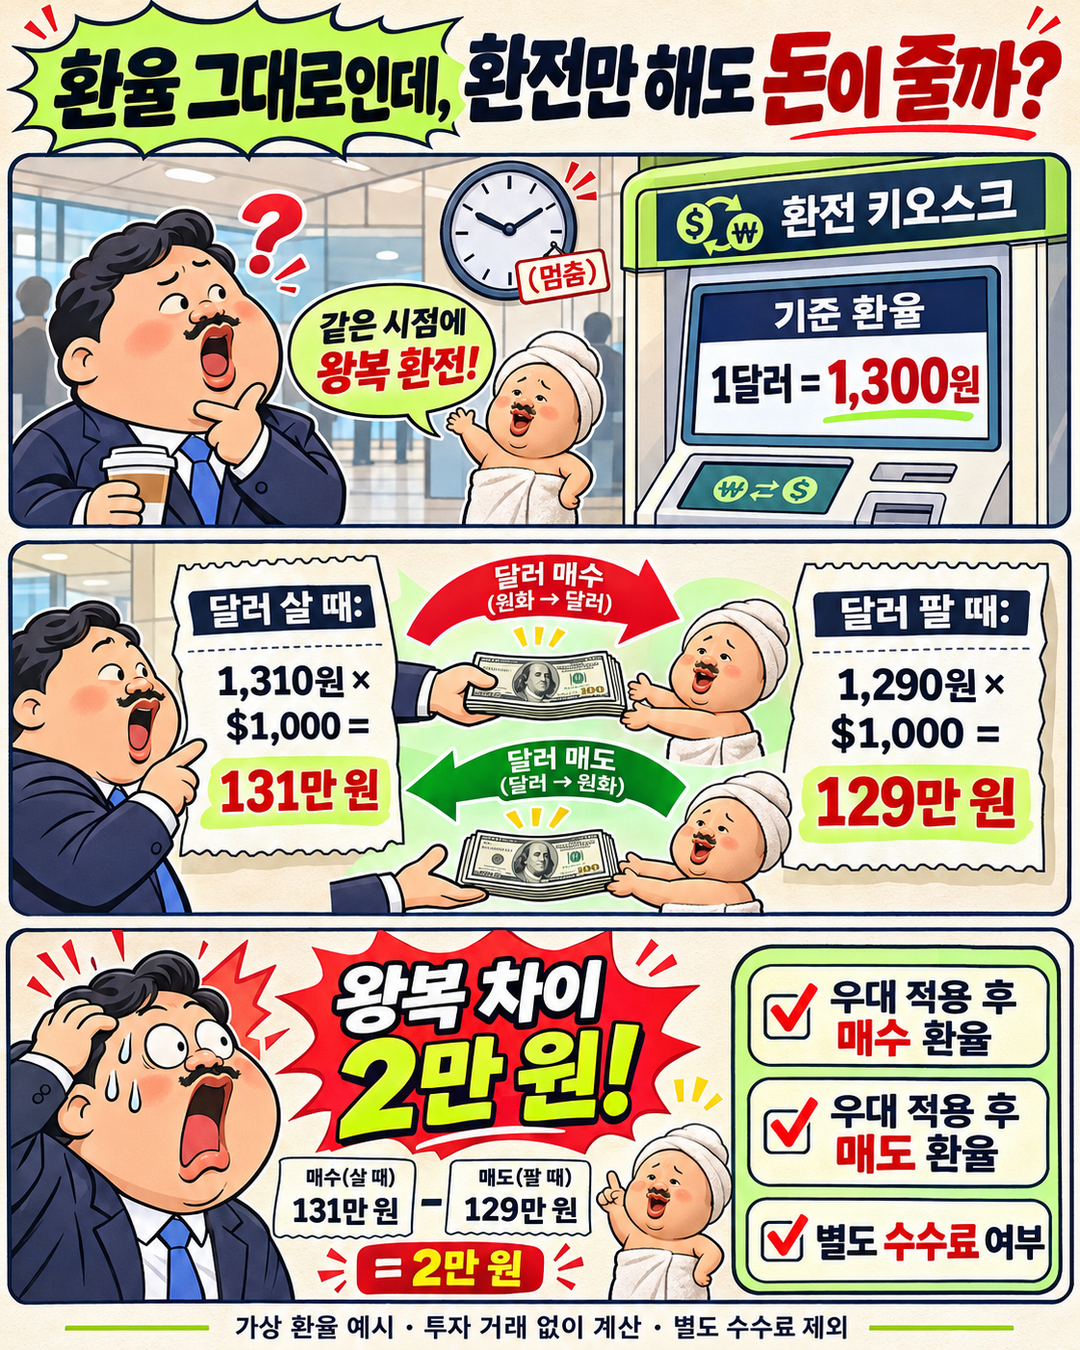 환율 그대로인데, 환전만 해도 돈이 줄까?
(멈춤)
환전 키오스크
$ ₩
기준 환율
1달러 = 1,300원
₩ ⇄ $
같은 시점에
왕복 환전!
달러 살 때:
1,310원 ×
$1,000 =
131만 원
달러 매수
(원화 → 달러)
100
달러 매도
(달러 → 원화)
100
달러 팔 때:
1,290원 ×
$1,000 =
129만 원
왕복 차이
2만 원!
매수(살 때)
131만 원
−
매도(팔 때)
129만 원
= 2만 원
우대 적용 후
매수 환율
우대 적용 후
매도 환율
별도 수수료 여부
가상 환율 예시 · 투자 거래 없이 계산 · 별도 수수료 제외